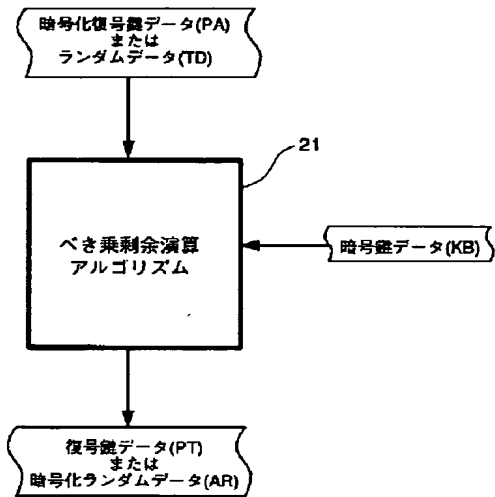 暗号化復号鍵データ(PA)
または
ランダムデータ(TD)
21
べき乗剰余演算
アルゴリズム
暗号鍵データ(KB)
復号鍵データ(PT)
または
暗号化ランダムデータ(AR)